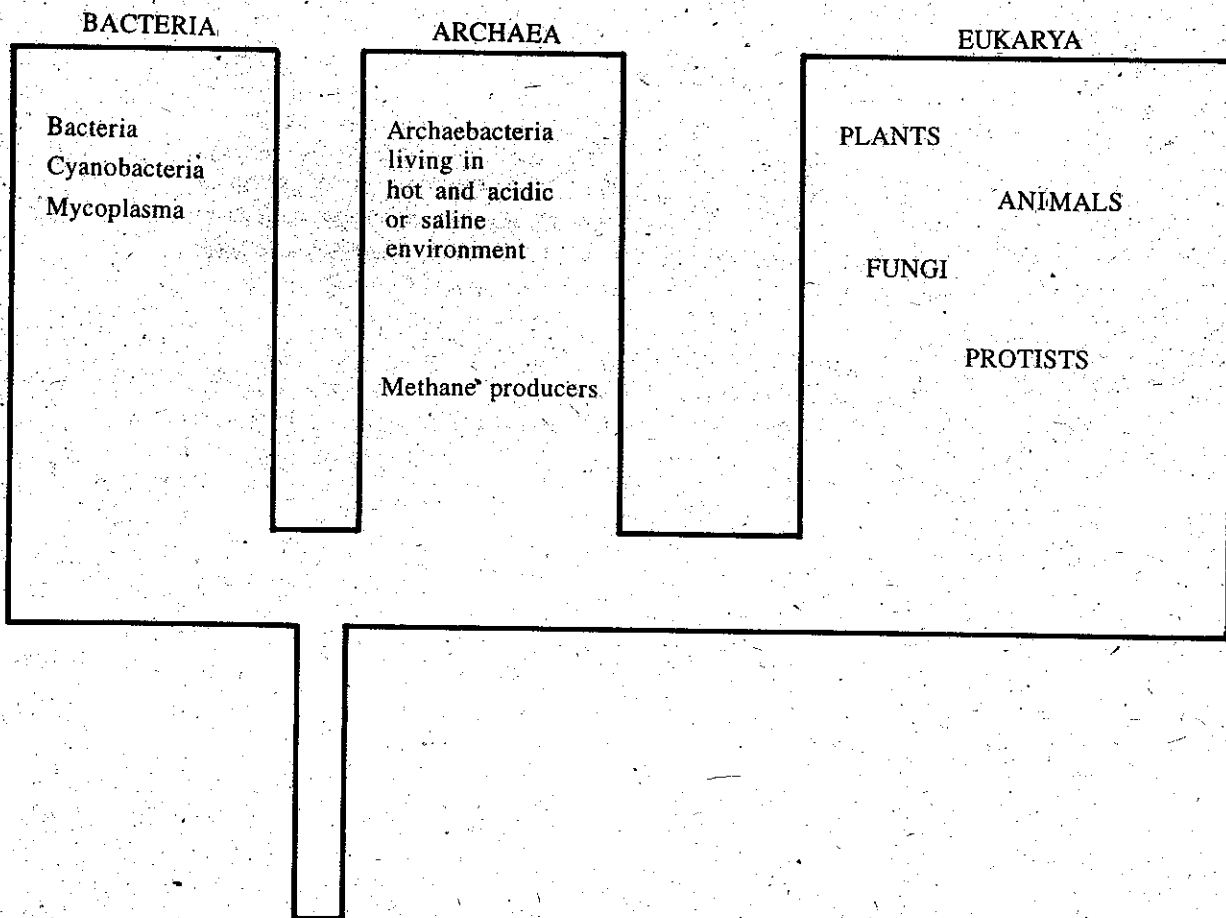 BACTERIA
ARCHAEA
EUKARYA
Bacteria
Cyanobacteria
Mycoplasma
Archaebacteria
living in
hot and acidic
or saline
environment
Methane producers
PLANTS
ANIMALS
FUNGI
PROTISTS